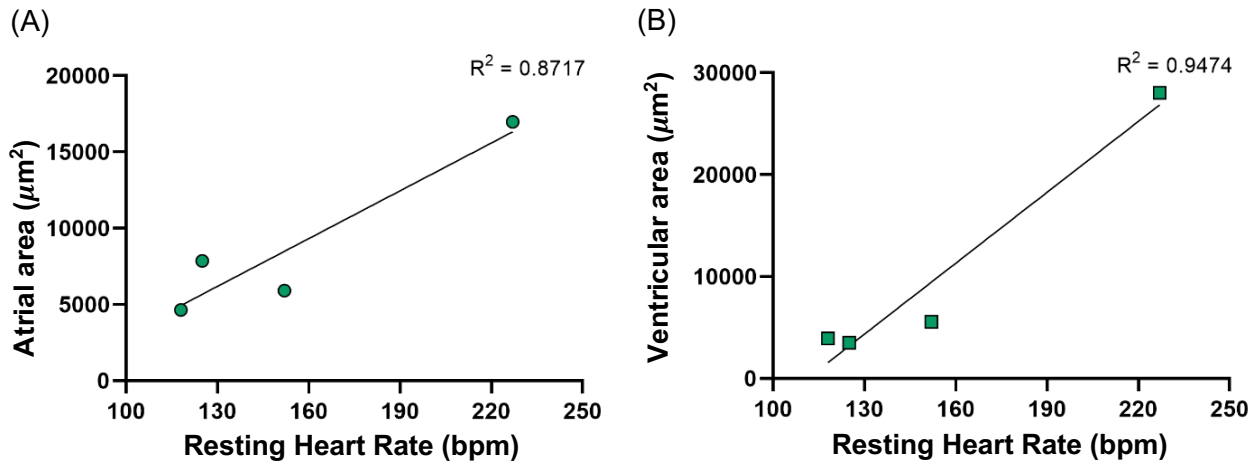 (A)
R² = 0.8717
Atrial area (μm²)
20000
15000
10000
5000
0
100 130 160 190 220 250
Resting Heart Rate (bpm)
(B)
R² = 0.9474
Ventricular area (μm²)
30000
20000
10000
0
100 130 160 190 220 250
Resting Heart Rate (bpm)